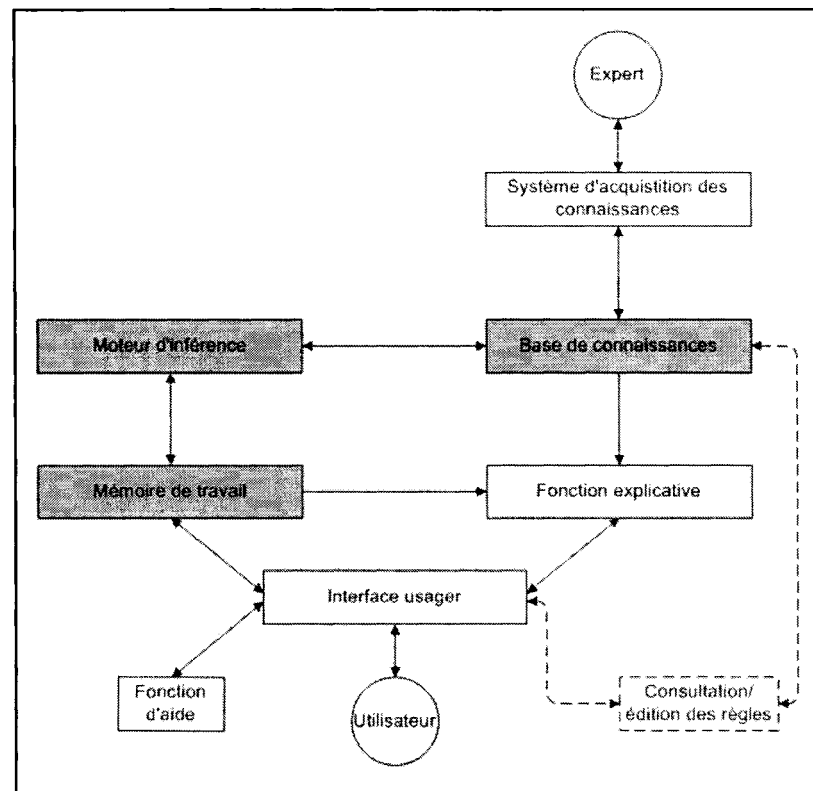 Expert
Système d'acquistition des
connaissances
Moteur d'inférence
Base de connaissances
Mémoire de travail
Fonction explicative
Interface usager
Fonction
d'aide
Utilisateur
Consultation/
édition des règles